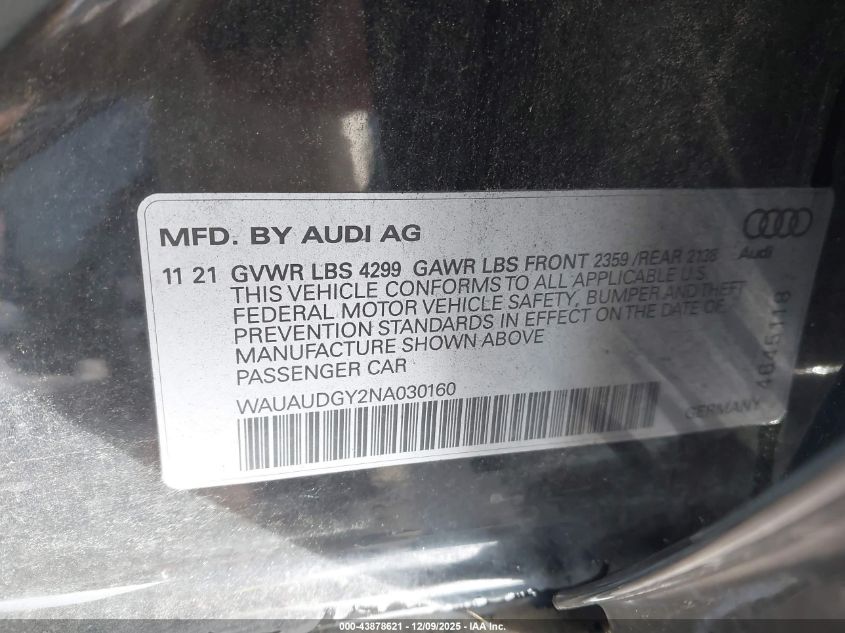 MFD. BY AUDI AG
11 21 GVWR LBS 4299 GAWR LBS FRONT 2359 /REAR 2138
THIS VEHICLE CONFORMS TO ALL APPLICABLE U.S.
FEDERAL MOTOR VEHICLE SAFETY, BUMPER AND THEFT
PREVENTION STANDARDS IN EFFECT ON THE DATE OF
MANUFACTURE SHOWN ABOVE
PASSENGER CAR
WAUAUDGY2NA030160
Audi
4645118
GERMANY
000-43878621 - 12/09/2025 - IAA Inc.